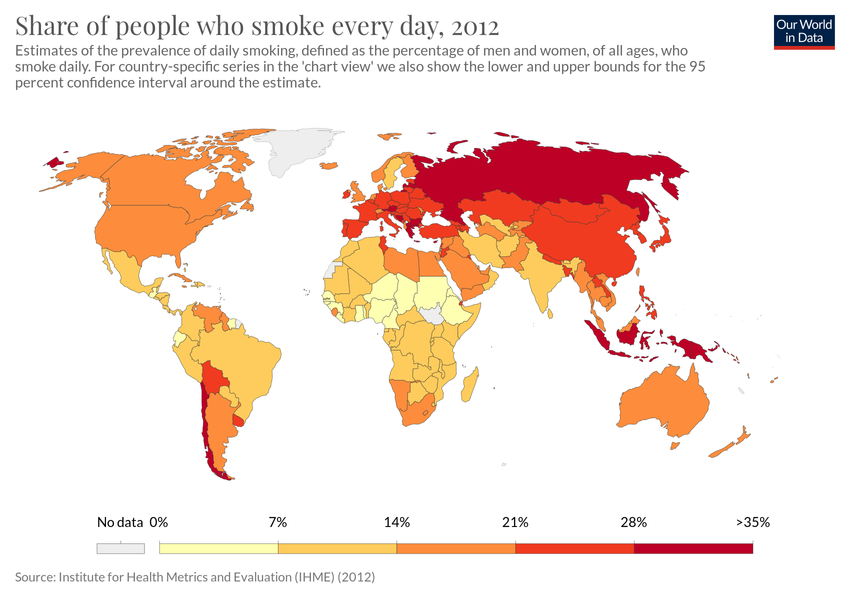 Share of people who smoke every day, 2012
Our World
in Data
Estimates of the prevalence of daily smoking, defined as the percentage of men and women, of all ages, who
smoke daily. For country-specific series in the 'chart view' we also show the lower and upper bounds for the 95
percent confidence interval around the estimate.
No data 0% 7% 14% 21% 28% >35%
Source: Institute for Health Metrics and Evaluation (IHME) (2012)